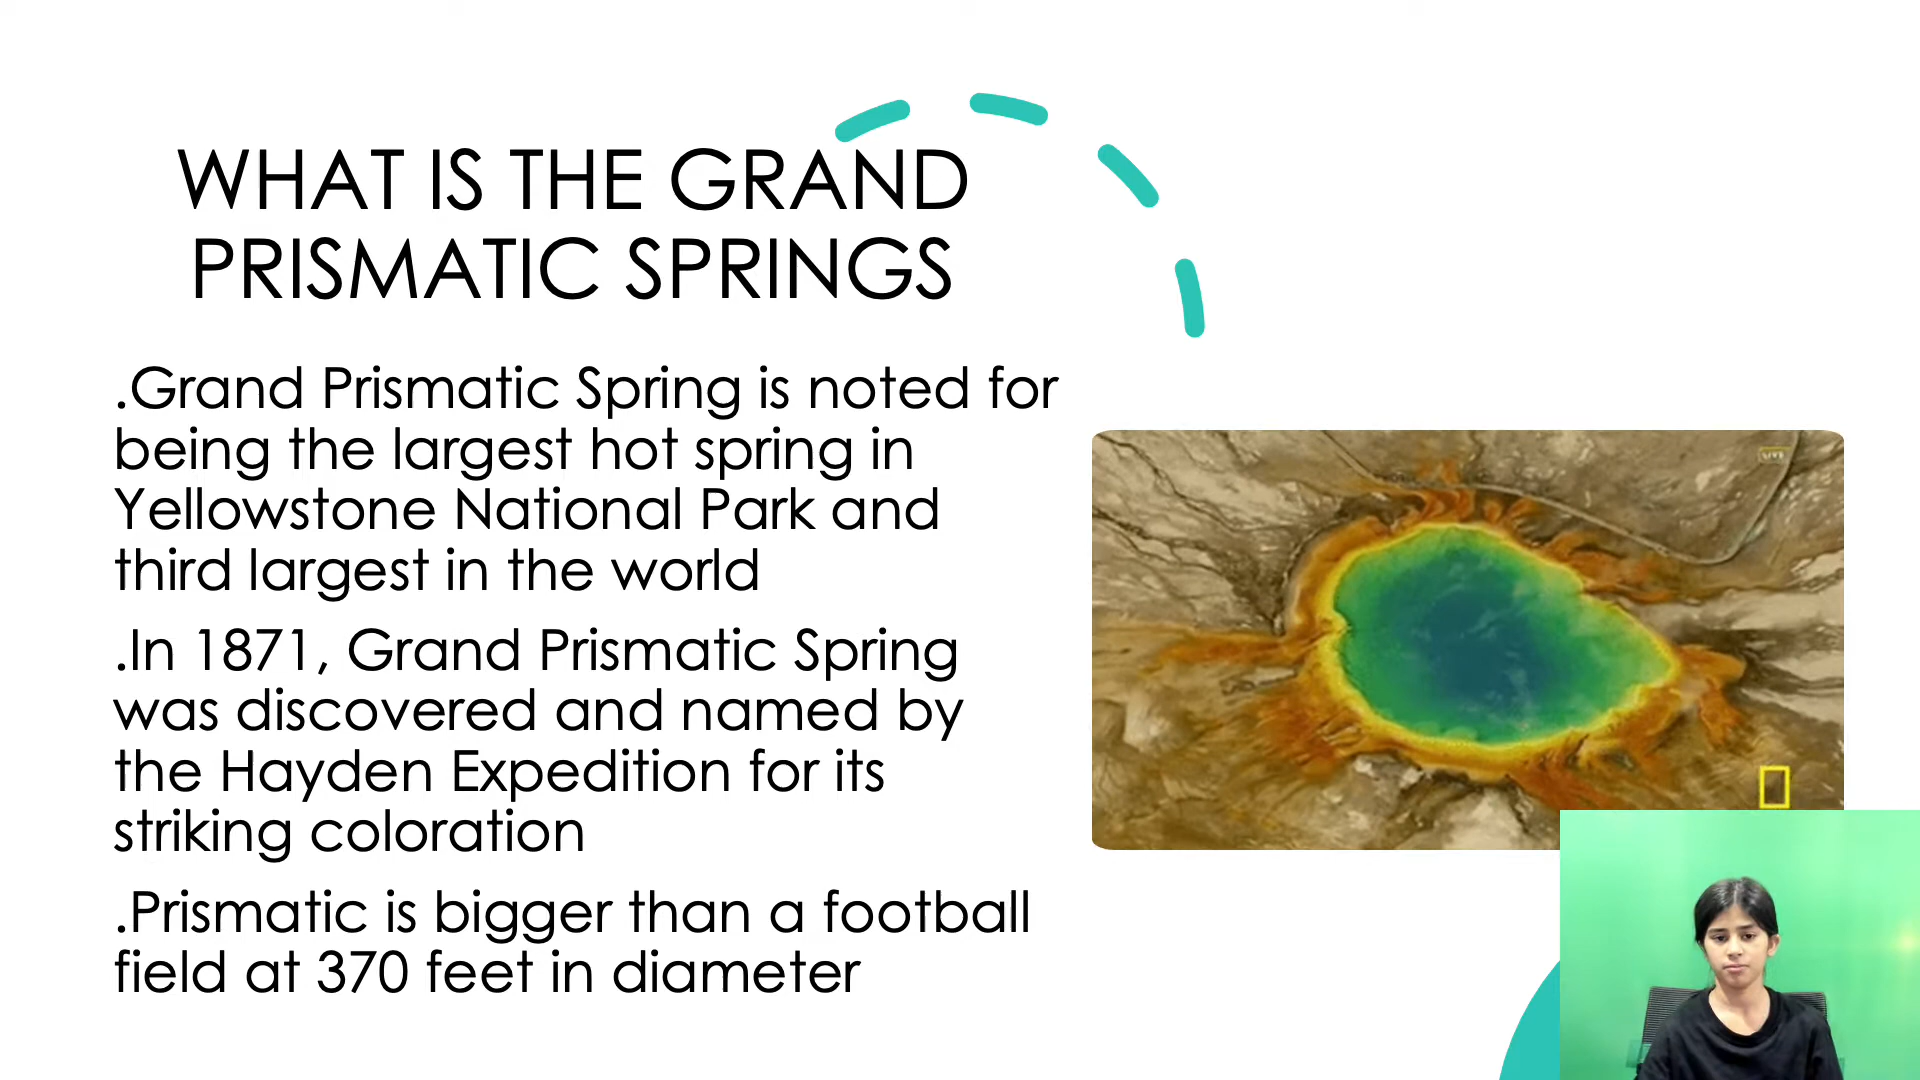 WHAT IS THE GRAND
PRISMATIC SPRINGS
.Grand Prismatic Spring is noted for
being the largest hot spring in
Yellowstone National Park and
third largest in the world
.In 1871, Grand Prismatic Spring
was discovered and named by
the Hayden Expedition for its
striking coloration
.Prismatic is bigger than a football
field at 370 feet in diameter
LIVE